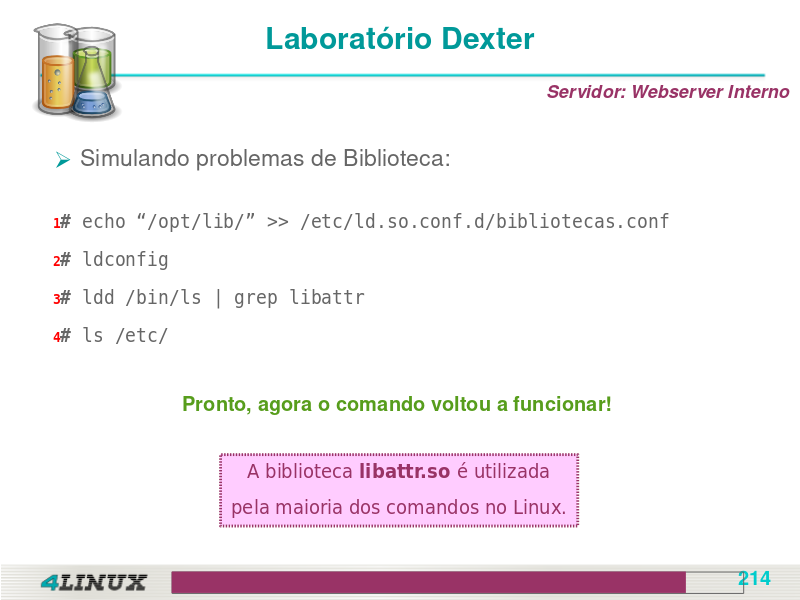 Laboratório Dexter
Servidor: Webserver Interno
Simulando problemas de Biblioteca:
1# echo “/opt/lib/” >> /etc/ld.so.conf.d/bibliotecas.conf
2# ldconfig
3# ldd /bin/ls | grep libattr
4# ls /etc/
Pronto, agora o comando voltou a funcionar!
A biblioteca libattr.so é utilizada
pela maioria dos comandos no Linux.
4LINUX
214